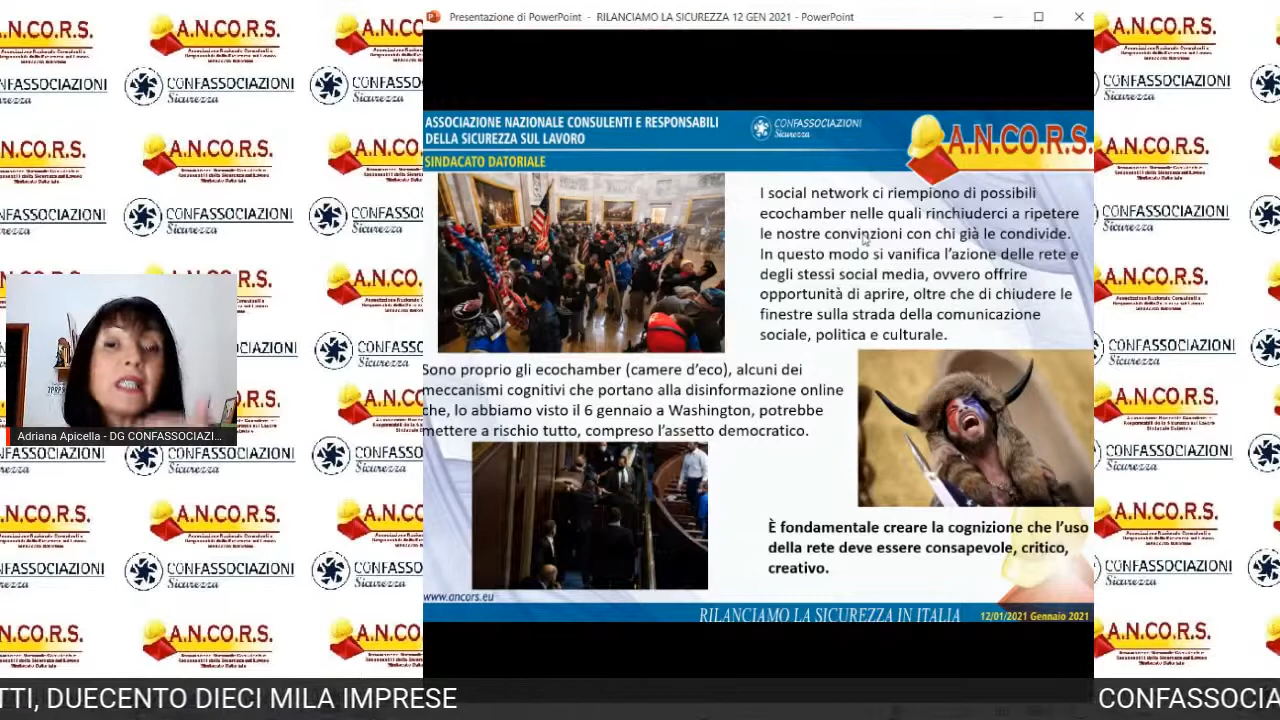 Presentazione di PowerPoint - RILANCIAMO LA SICUREZZA 12 GEN 2021 - PowerPoint
ASSOCIAZIONE NAZIONALE CONSULENTI E RESPONSABILI
DELLA SICUREZZA SUL LAVORO
SINDACATO DATORIALE
CONFASSOCIAZIONI
Sicurezza
A.N.CO.R.S.
I social network ci riempiono di possibili
ecochamber nelle quali rinchiuderci a ripetere
le nostre convinzioni con chi già le condivide.
In questo modo si vanifica l'azione delle rete e
degli stessi social media, ovvero offrire
opportunità di aprire, oltre che di chiudere le
finestre sulla strada della comunicazione
sociale, politica e culturale.
Sono proprio gli ecochamber (camere d'eco), alcuni dei
meccanismi cognitivi che portano alla disinformazione online
che, lo abbiamo visto il 6 gennaio a Washington, potrebbe
mettere a rischio tutto, compreso l'assetto democratico.
È fondamentale creare la cognizione che l'uso
della rete deve essere consapevole, critico,
creativo.
www.ancors.eu
RILANCIAMO LA SICUREZZA IN ITALIA
12/01/2021 Gennaio 2021
Adriana Apicella - DG CONFASSOCIAZI...
TTI, DUECENTO DIECI MILA IMPRESE
CONFASSOCIA